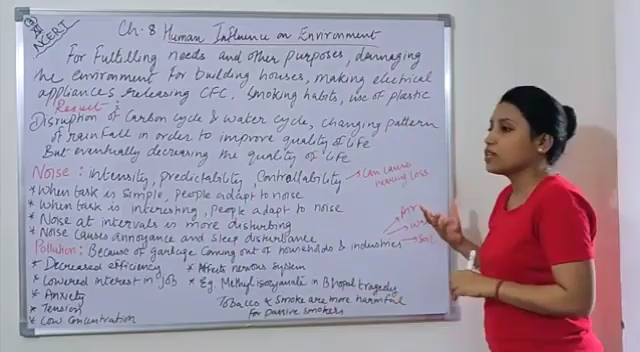 NCERT
Ch.8 Human Influence on Environment
For Fulfilling needs and other purposes, damaging
the environment for building houses, making electrical
appliances releasing CFC. Smoking habits, use of plastic
Result:
Disruption of Carbon cycle & water cycle, changing pattern
of rainfall in order to improve quality of life
But eventually decreasing the quality of life
Noise: intensity, predictability, controllability → Can cause
hearing loss
* When task is simple, people adapt to noise
* When task is interesting, people adapt to noise
* Noise at intervals is more disturbing
* Noise causes annoyance and sleep disturbance
Air
Soil
Pollution: Because of garbage coming out of households & industries
* Decreased efficiency * Affects nervous system
* Lowered interest in job * Eg. Methyl isocyanate in Bhopal tragedy
* Anxiety
Tobacco & Smoke are more harmful
* Tension
for passive smokers
* Low Concentration